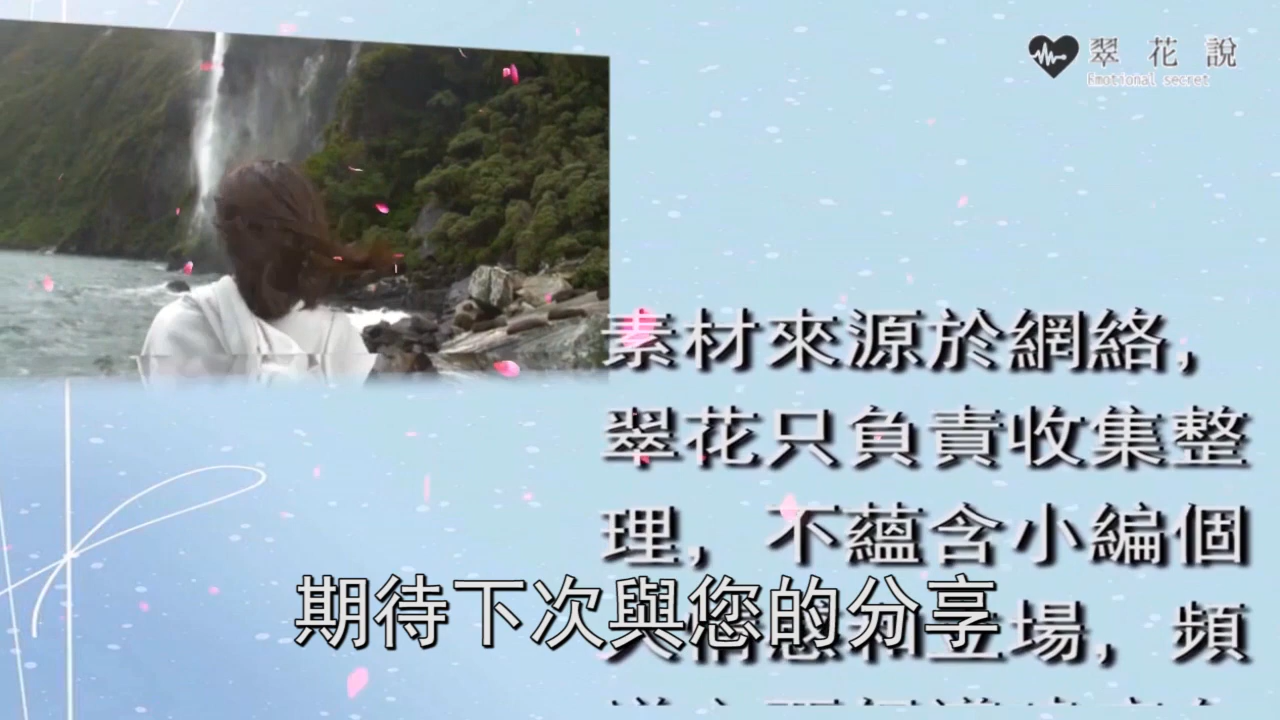 翠花說
Emotional secret
素材來源於網絡,
翠花只負責收集整
理,不蘊含小編個
場,頻
期待下次與您的分享